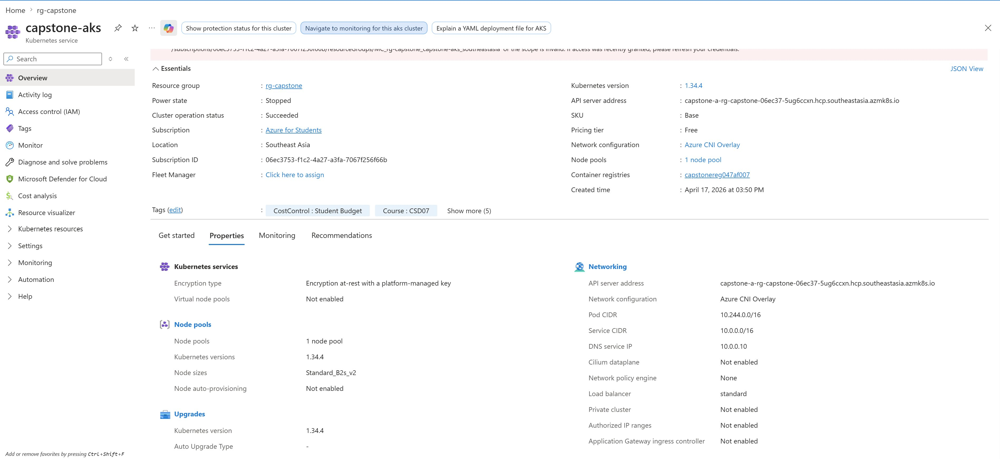 Home > rg-capstone
capstone-aks
Kubernetes service
Show protection status for this cluster
Navigate to monitoring for this aks cluster
Explain a YAML deployment file for AKS
Search
Overview
Activity log
Access control (IAM)
Tags
Monitor
Diagnose and solve problems
Microsoft Defender for Cloud
Cost analysis
Resource visualizer
Kubernetes resources
Settings
Monitoring
Automation
Help
Add or remove favorites by pressing Ctrl+Shift+F
/subscriptions/06ec3753-f1c2-4a27-a3fa-7067f256f66b/resourceGroups/MC_rg-capstone_capstone-aks_southeastasia' or the scope is invalid. If access was recently granted, please refresh your credentials.
Essentials
JSON View
Resource group : rg-capstone
Power state : Stopped
Cluster operation status : Succeeded
Subscription : Azure for Students
Location : Southeast Asia
Subscription ID : 06ec3753-f1c2-4a27-a3fa-7067f256f66b
Fleet Manager : Click here to assign
Kubernetes version : 1.34.4
API server address : capstone-a-rg-capstone-06ec37-5ug6ccxn.hcp.southeastasia.azmk8s.io
SKU : Base
Pricing tier : Free
Network configuration : Azure CNI Overlay
Node pools : 1 node pool
Container registries : capstonereg047af007
Created time : April 17, 2026 at 03:50 PM
Tags (edit) : CostControl : Student Budget Course : CSD07 Show more (5)
Get started Properties Monitoring Recommendations
Kubernetes services
Encryption type Encryption at-rest with a platform-managed key
Virtual node pools Not enabled
Node pools
Node pools 1 node pool
Kubernetes versions 1.34.4
Node sizes Standard_B2s_v2
Node auto-provisioning Not enabled
Upgrades
Kubernetes version 1.34.4
Auto Upgrade Type -
Networking
API server address capstone-a-rg-capstone-06ec37-5ug6ccxn.hcp.southeastasia.azmk8s.io
Network configuration Azure CNI Overlay
Pod CIDR 10.244.0.0/16
Service CIDR 10.0.0.0/16
DNS service IP 10.0.0.10
Cilium dataplane Not enabled
Network policy engine None
Load balancer standard
Private cluster Not enabled
Authorized IP ranges Not enabled
Application Gateway ingress controller Not enabled